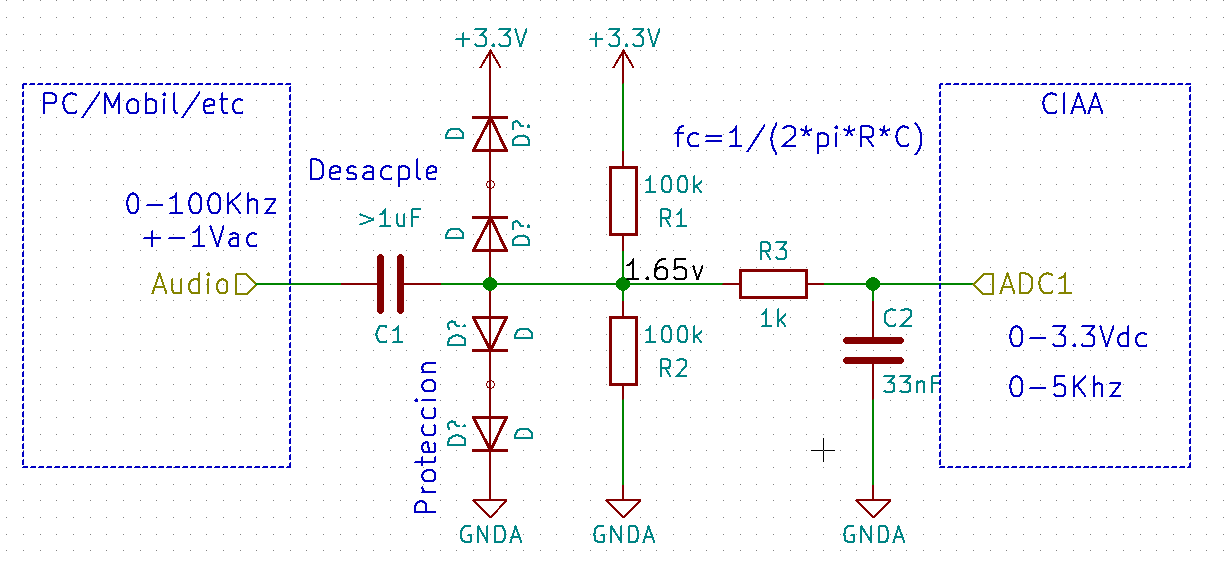 +3.3V
+3.3V
PC/Mobil/etc
CIAA
D
D?
fc=1/(2*pi*R*C)
Desacple
100k
R1
0-100Khz
+-1Vac
>1uF
D
D?
R3
1.65v
Audio
ADC1
C1
D?
D
100k
R2
1k
C2
33nF
0-3.3Vdc
0-5Khz
Proteccion
D?
D
GNDA
GNDA
GNDA